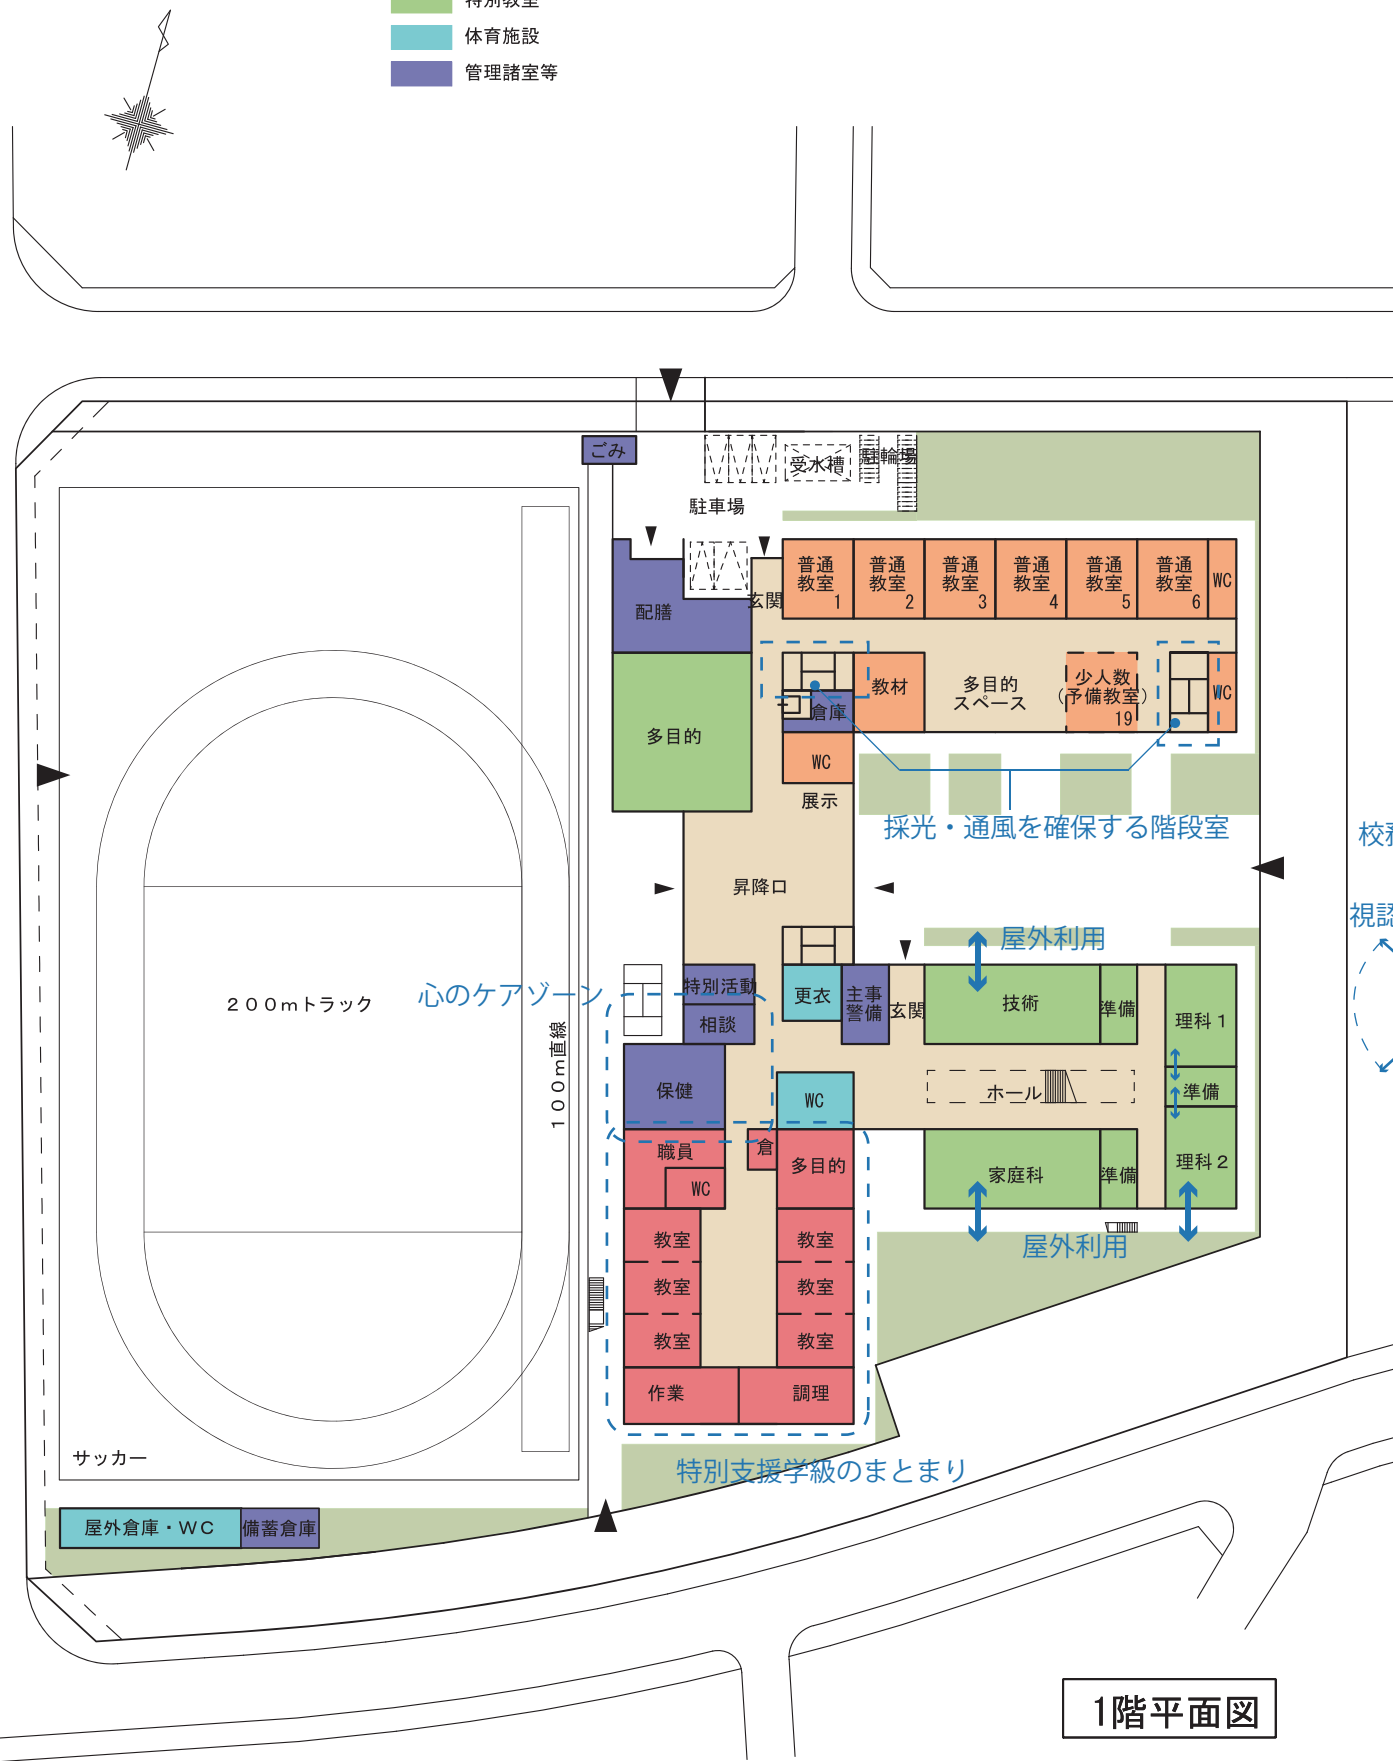 特別教室
体育施設
管理諸室等
ごみ
受水槽
駐輪場
駐車場
配膳
玄関
普通
教室
1
普通
教室
2
普通
教室
3
普通
教室
4
普通
教室
5
普通
教室
6
WC
多目的
倉庫
教材
多目的
スペース
少人数
(予備教室)
19
WC
WC
展示
採光・通風を確保する階段室
校務
視認
昇降口
屋外利用
心のケアゾーン
特別活動
相談
更衣
主事
警備
玄関
技術
準備
理科1
200mトラック
100m直線
保健
WC
ホール
準備
職員
WC
倉
多目的
家庭科
準備
理科2
屋外利用
教室
教室
教室
教室
教室
教室
作業
調理
サッカー
特別支援学級のまとまり
屋外倉庫・WC
備蓄倉庫
1階平面図